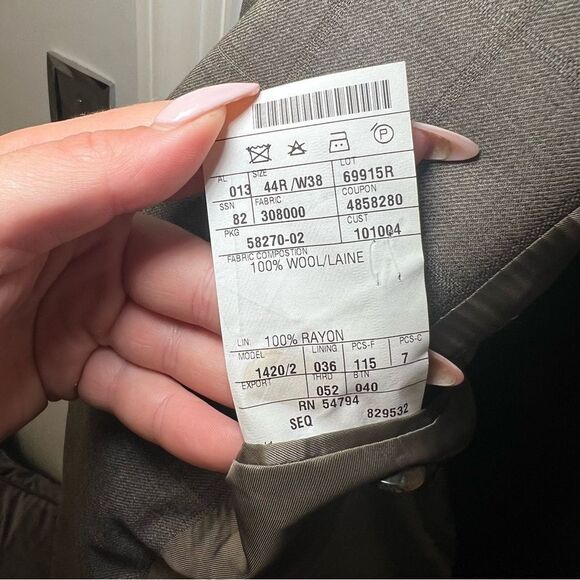 AL SIZE LOT
013 44R /W38 69915R
SSN FABRIC COUPON
82 308000 4858280
PKG CUST
58270-02 101004
FABRIC COMPOSTION
100% WOOL/LAINE
LIN. 100% RAYON
MODEL LINING PCS-F PCS-C
1420/2 036 115 7
EXPORT THRD BTN
052 040
RN 54794
SEQ 829532